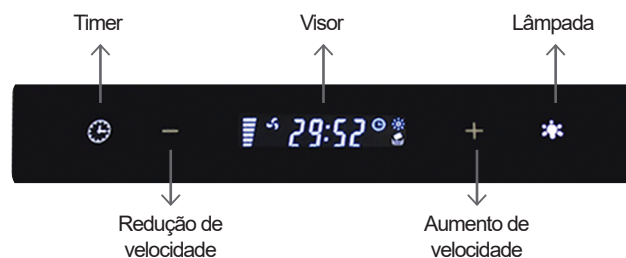 Timer
Visor
Lâmpada
29:52
Redução de
velocidade
Aumento de
velocidade